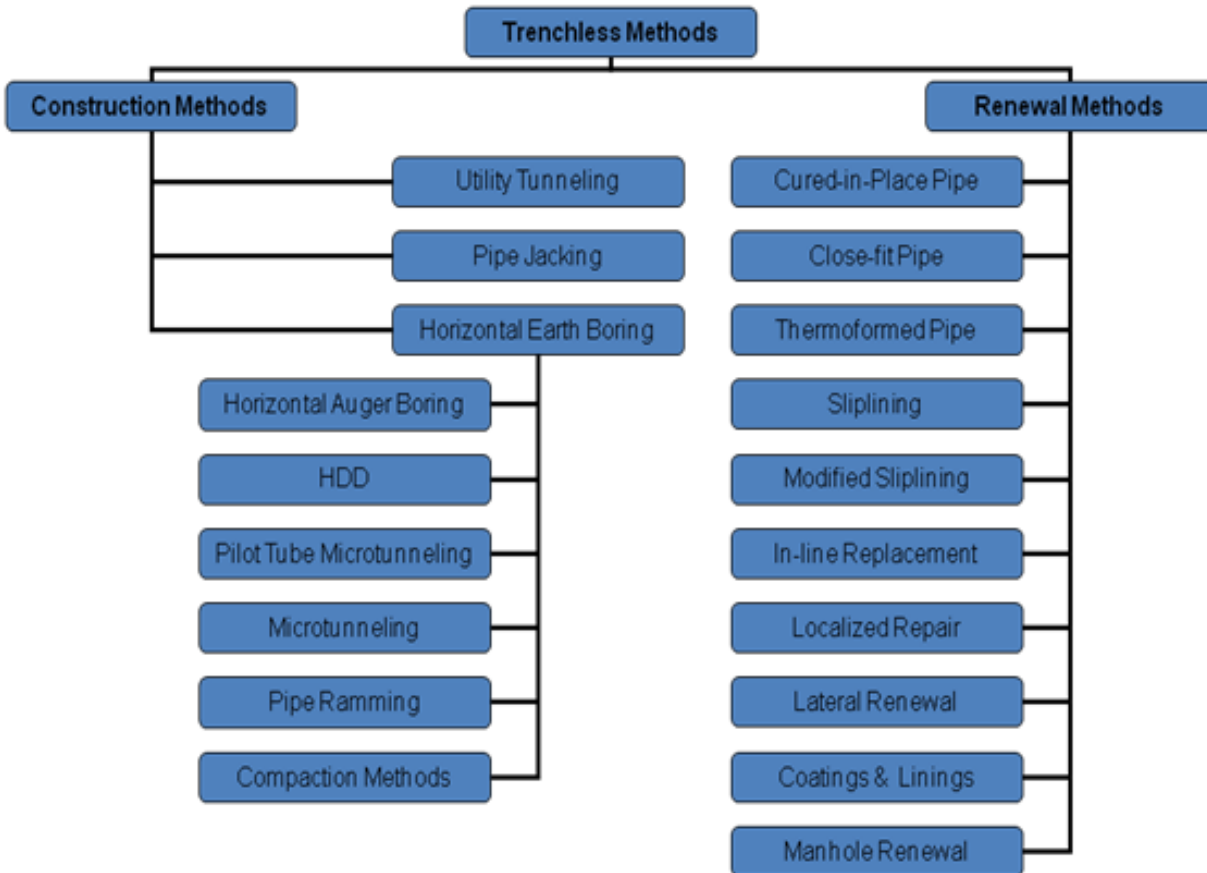 Trenchless Methods
Construction Methods
Renewal Methods
Utility Tunneling
Pipe Jacking
Horizontal Earth Boring
Horizontal Auger Boring
HDD
Pilot Tube Microtunneling
Microtunneling
Pipe Ramming
Compaction Methods
Cured-in-Place Pipe
Close-fit Pipe
Thermoformed Pipe
Sliplining
Modified Sliplining
In-line Replacement
Localized Repair
Lateral Renewal
Coatings & Linings
Manhole Renewal